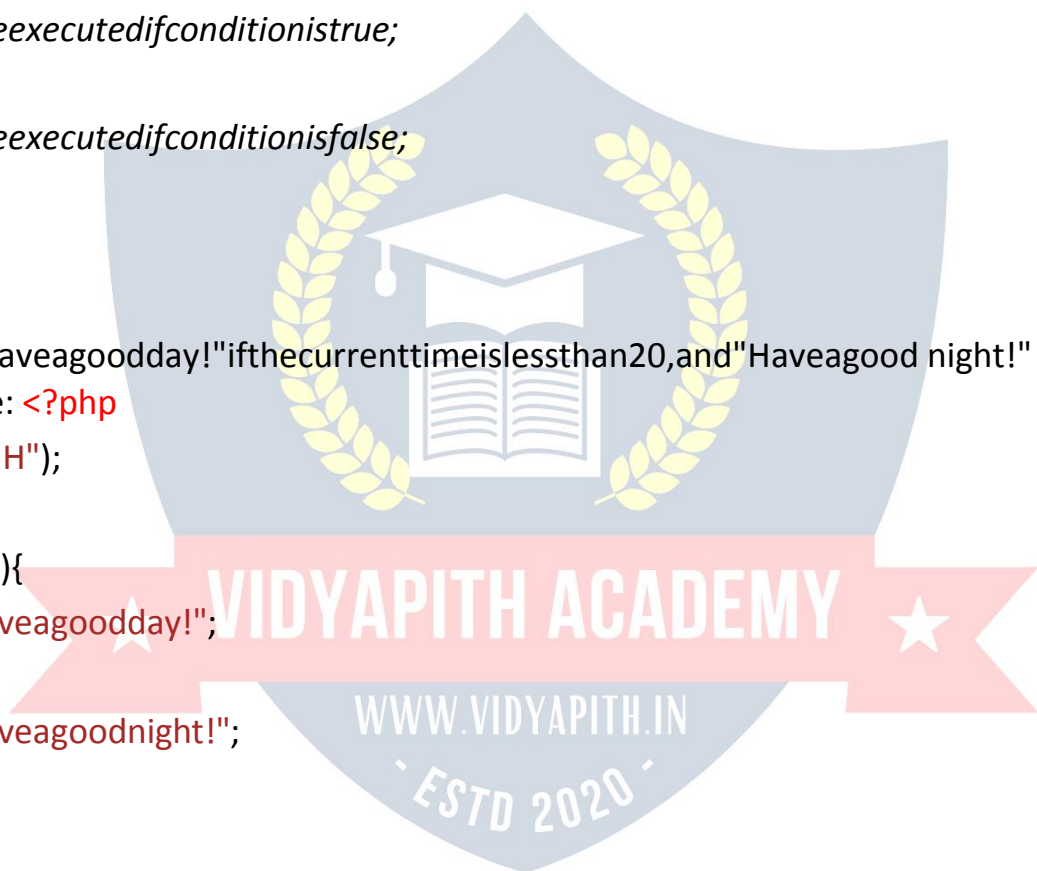 eexecutedifconditionistrue;
eexecutedifconditionisfalse;
aveagoodday!"ifthecurrenttimeislessthan20,and"Haveagood night!"
e: <?php
H");
){
veagoodday!";
veagoodnight!";
VIDYAPITH ACADEMY
WWW.VIDYAPITH.IN
- ESTD 2020 -